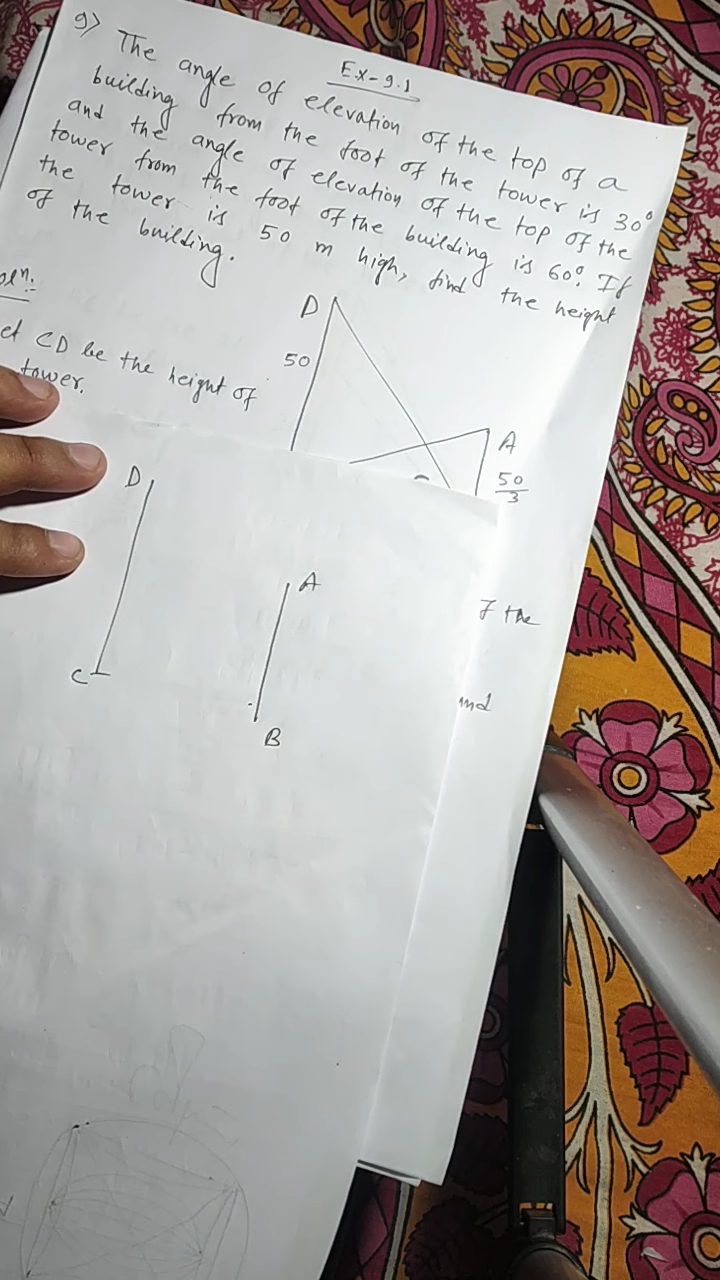 Ex-9.1
9> The angle of elevation of the top of a
building from the foot of the tower is 30°
and the angle of elevation of the top of the
tower from the foot of the building is 60°. If
the tower is 50 m high, find the height
of the building.
oln:
et CD be the height of
tower.
D
50
A
50/3
D
A
C
B
f the
and